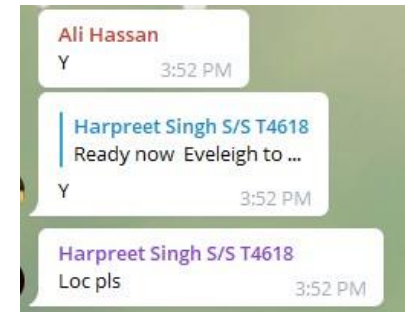 Ali Hassan
Y
3:52 PM
Harpreet Singh S/S T4618
Ready now Eveleigh to ...
Y
3:52 PM
Harpreet Singh S/S T4618
Loc pls
3:52 PM